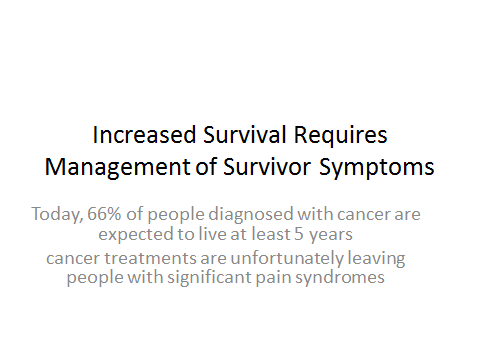 Increased Survival Requires
Management of Survivor Symptoms
Today, 66% of people diagnosed with cancer are
expected to live at least 5 years
cancer treatments are unfortunately leaving
people with significant pain syndromes